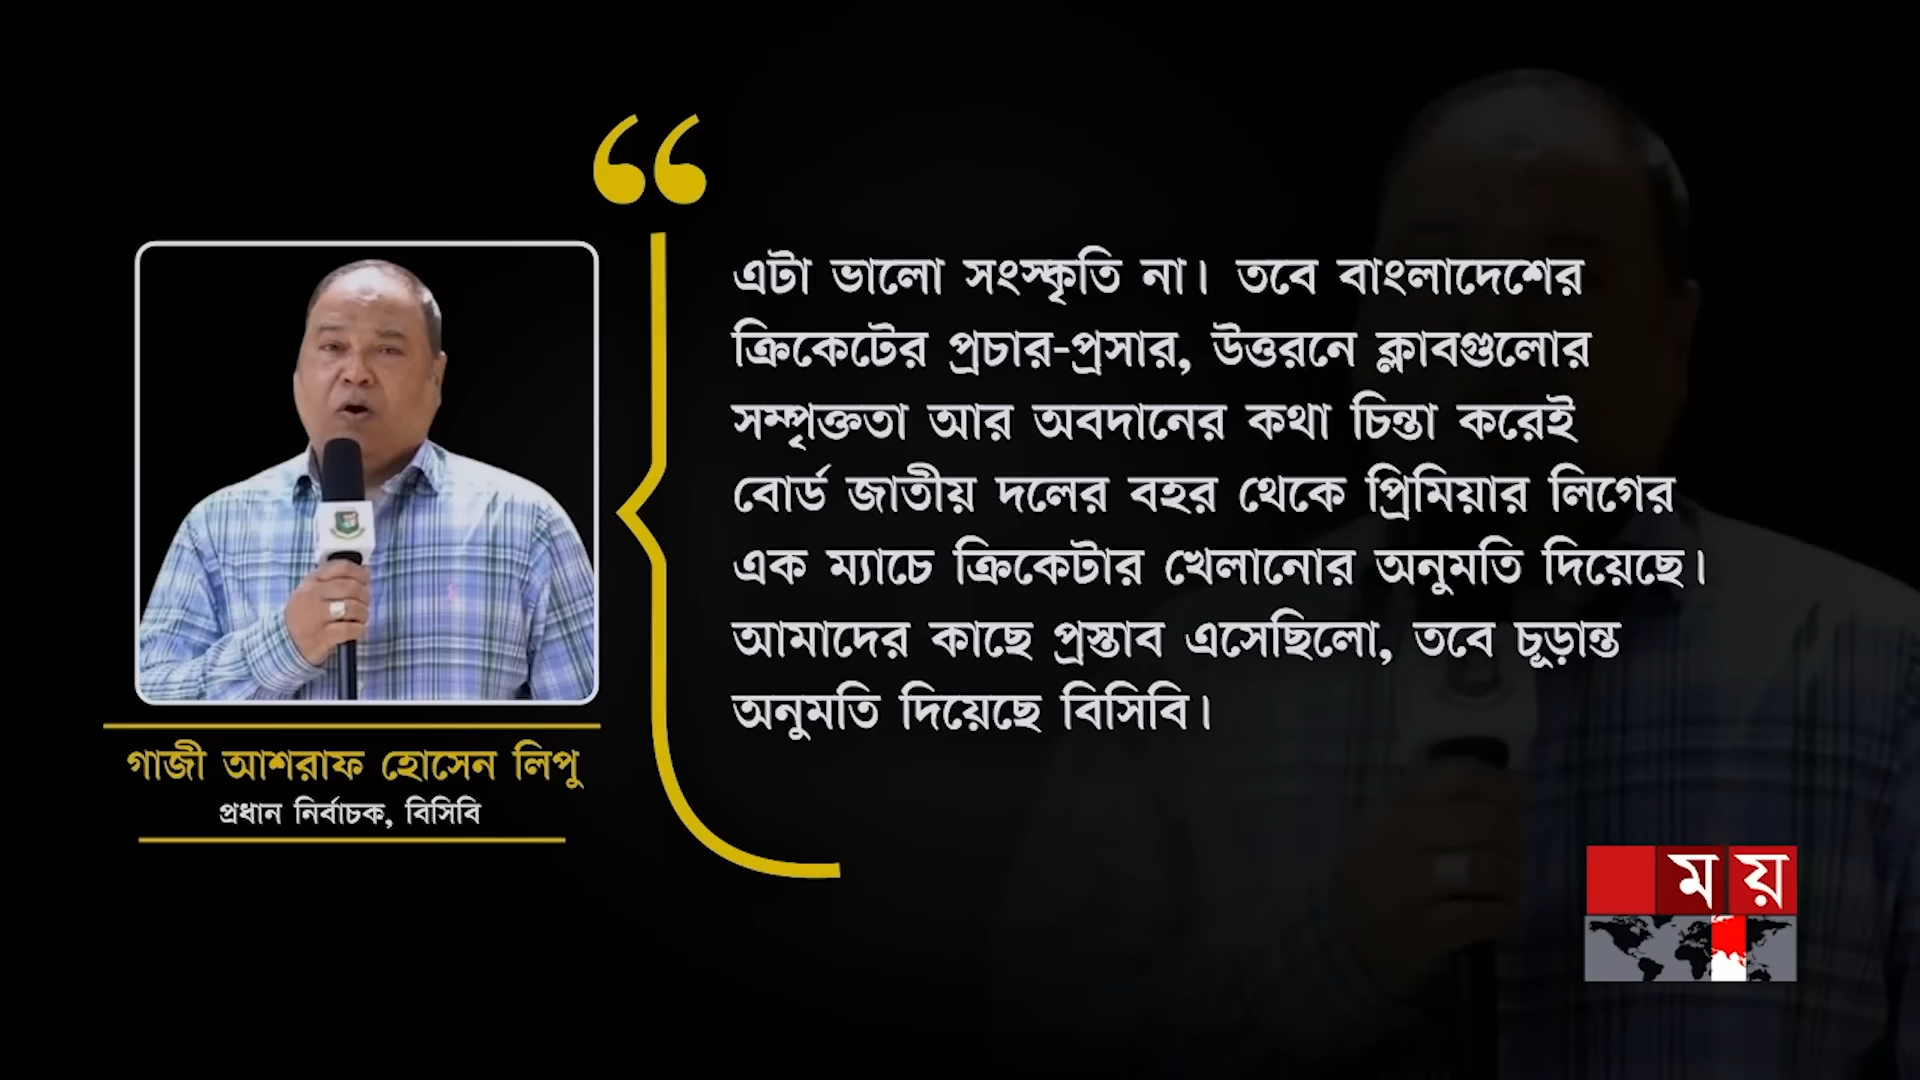 এটা ভালো সংস্কৃতি না। তবে বাংলাদেশের
ক্রিকেটের প্রচার-প্রসার, উত্তরনে ক্লাবগুলোর
সম্পৃক্ততা আর অবদানের কথা চিন্তা করেই
বোর্ড জাতীয় দলের বহর থেকে প্রিমিয়ার লিগের
এক ম্যাচে ক্রিকেটার খেলানোর অনুমতি দিয়েছে।
আমাদের কাছে প্রস্তাব এসেছিলো, তবে চূড়ান্ত
অনুমতি দিয়েছে বিসিবি।
গাজী আশরাফ হোসেন লিপু
প্রধান নির্বাচক, বিসিবি
ময়